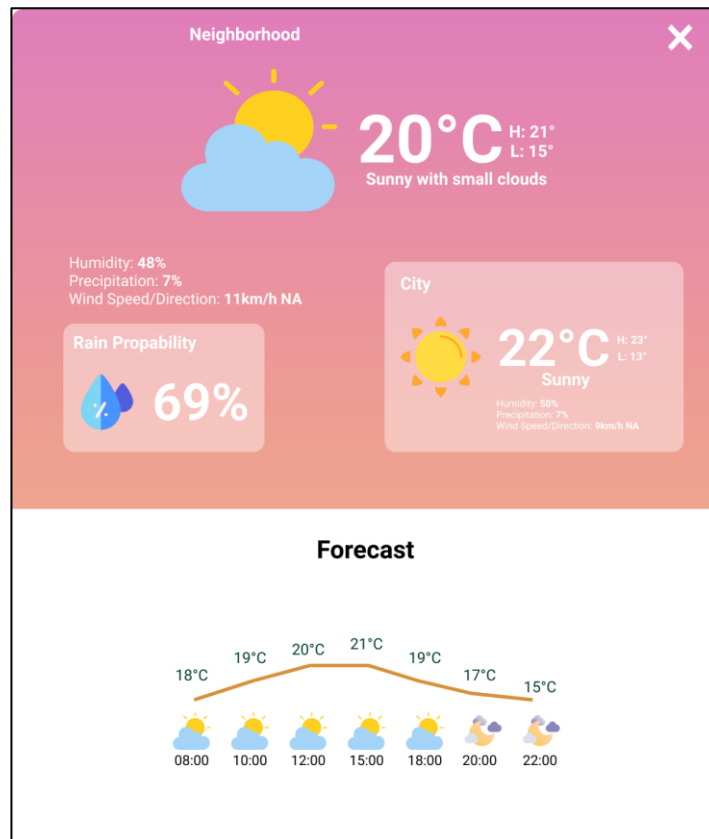 Neighborhood
20°C
H: 21°
L: 15°
Sunny with small clouds
Humidity: 48%
Precipitation: 7%
Wind Speed/Direction: 11km/h NA
Rain Propability
69%
City
22°C
H: 23°
L: 13°
Sunny
Humidity: 50%
Precipitation: 7%
Wind Speed/Direction: 9km/h NA
Forecast
18°C 19°C 20°C 21°C 19°C 17°C 15°C
08:00 10:00 12:00 15:00 18:00 20:00 22:00